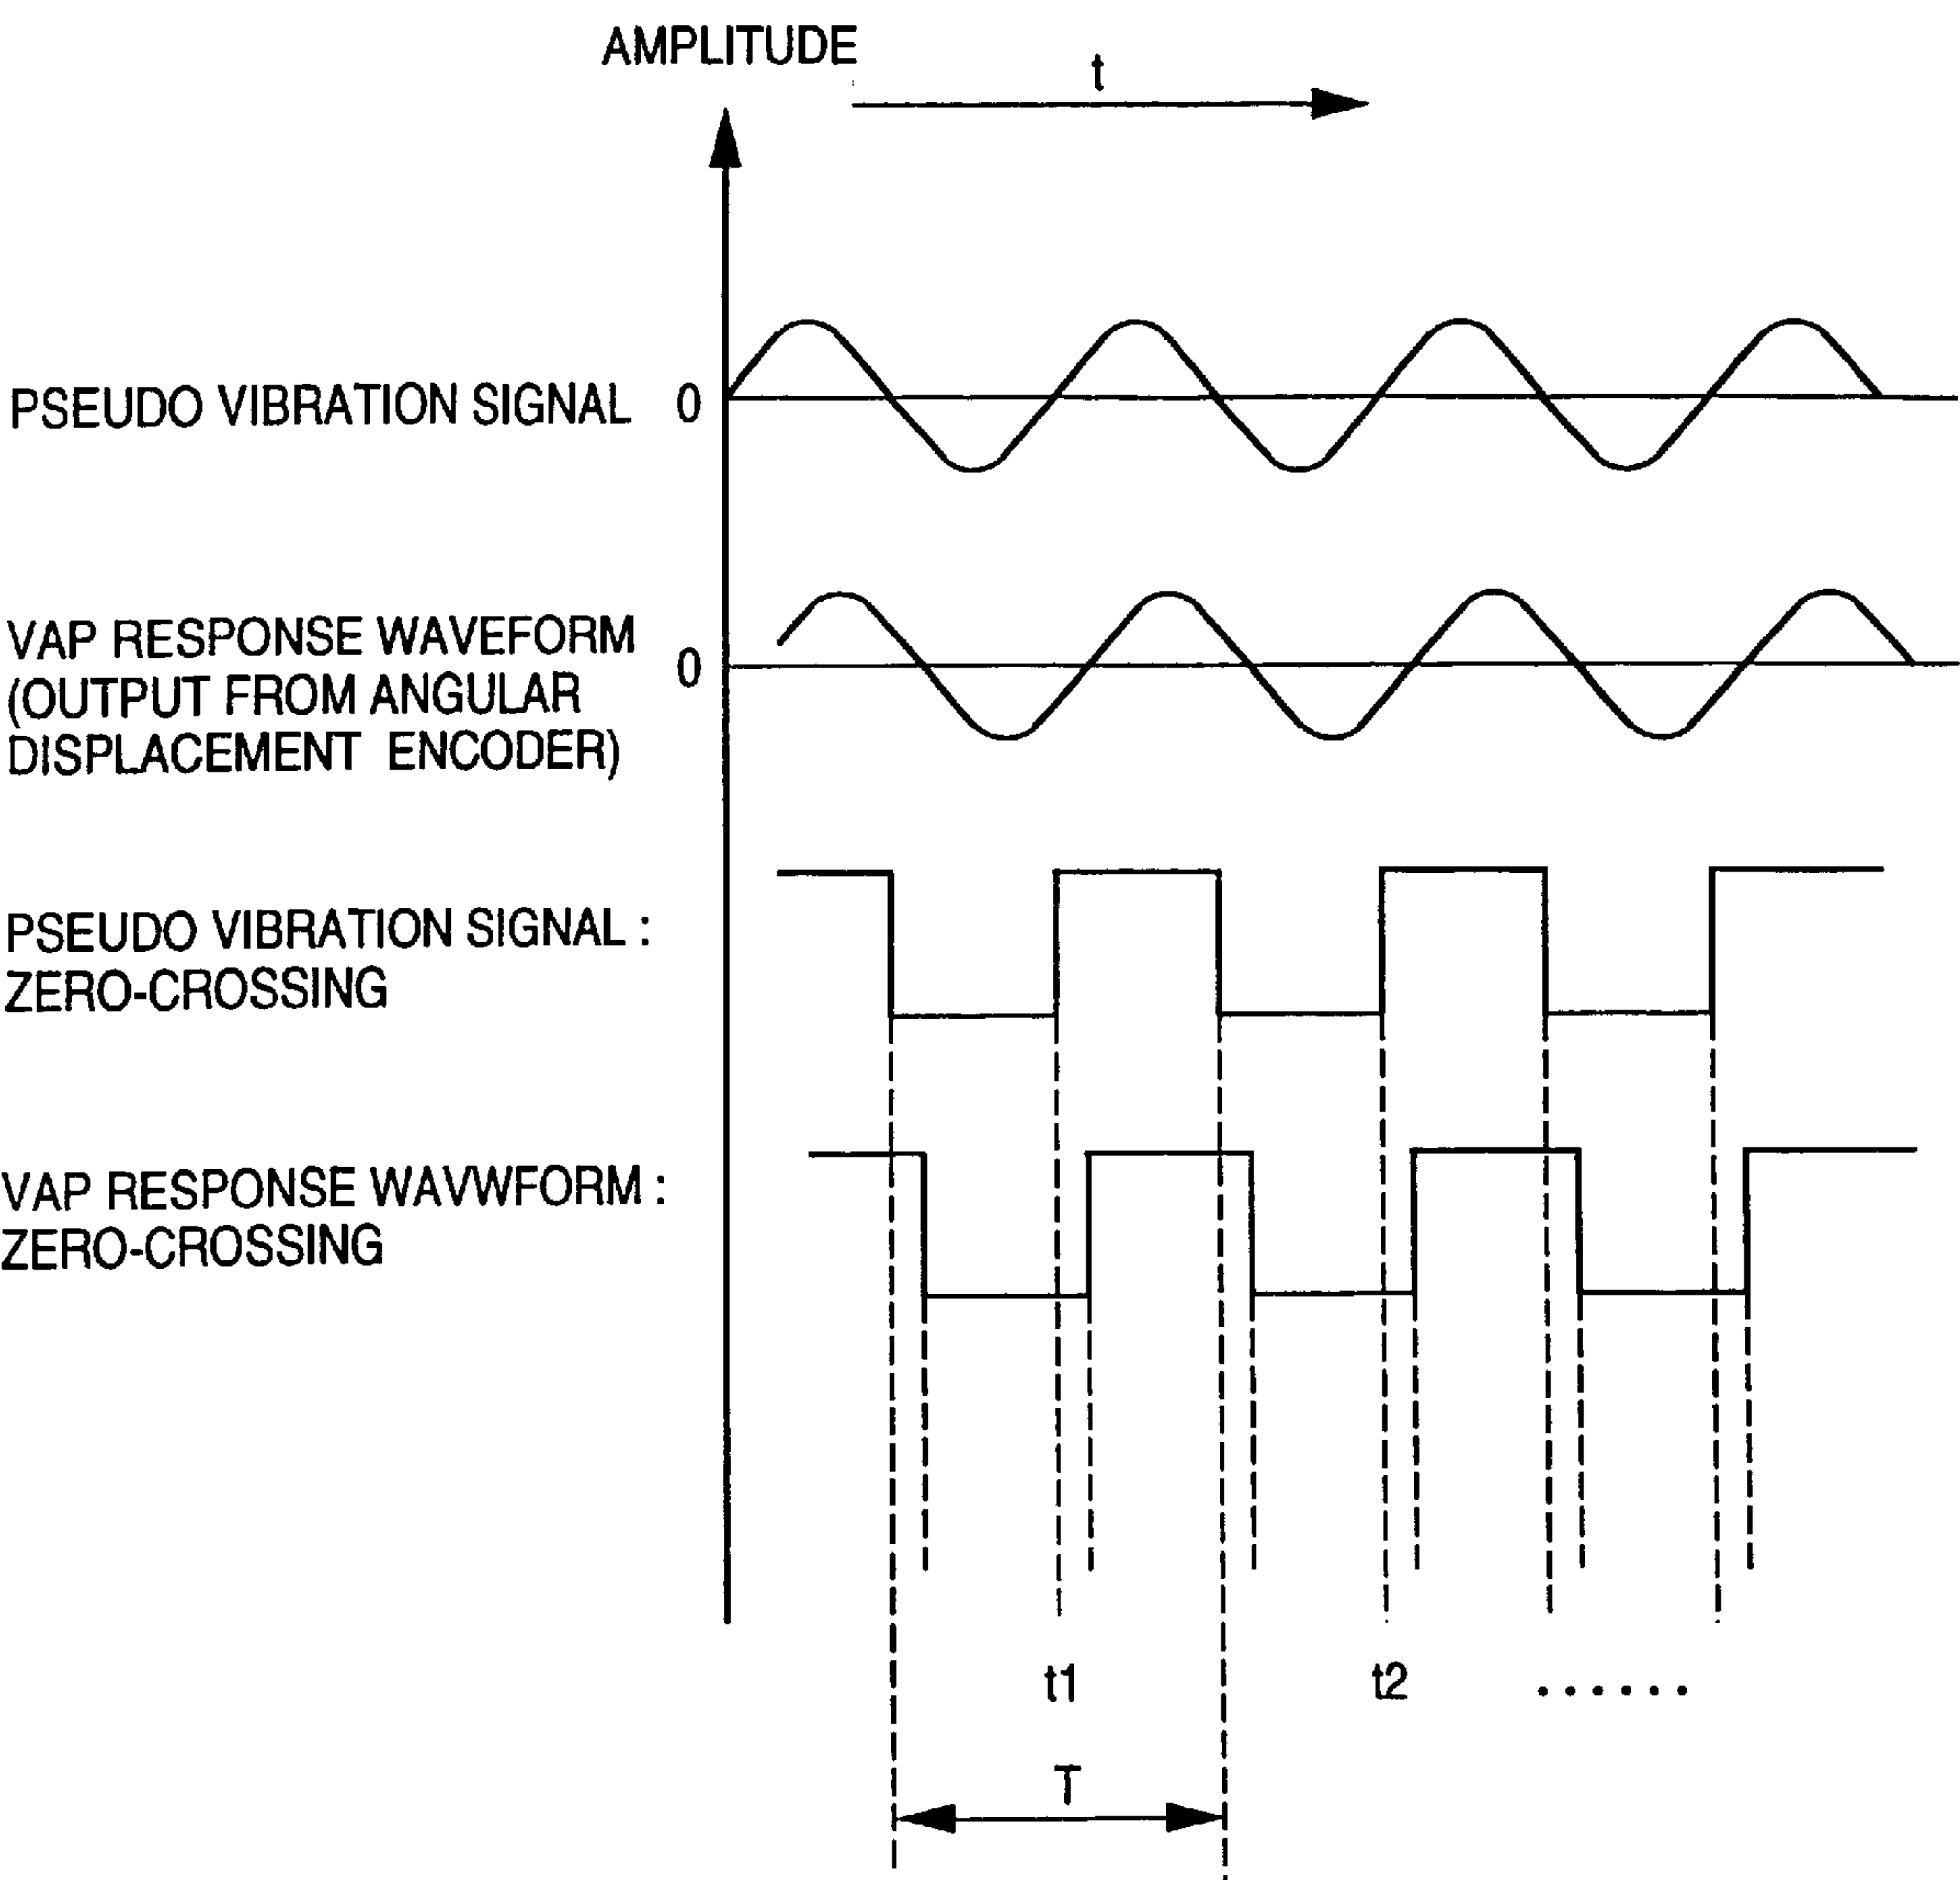 AMPLITUDE
t
PSEUDO VIBRATION SIGNAL 0
VAP RESPONSE WAVEFORM
(OUTPUT FROM ANGULAR
DISPLACEMENT ENCODER)
0
PSEUDO VIBRATION SIGNAL :
ZERO-CROSSING
VAP RESPONSE WAVWFORM :
ZERO-CROSSING
t1 t2 ......
T